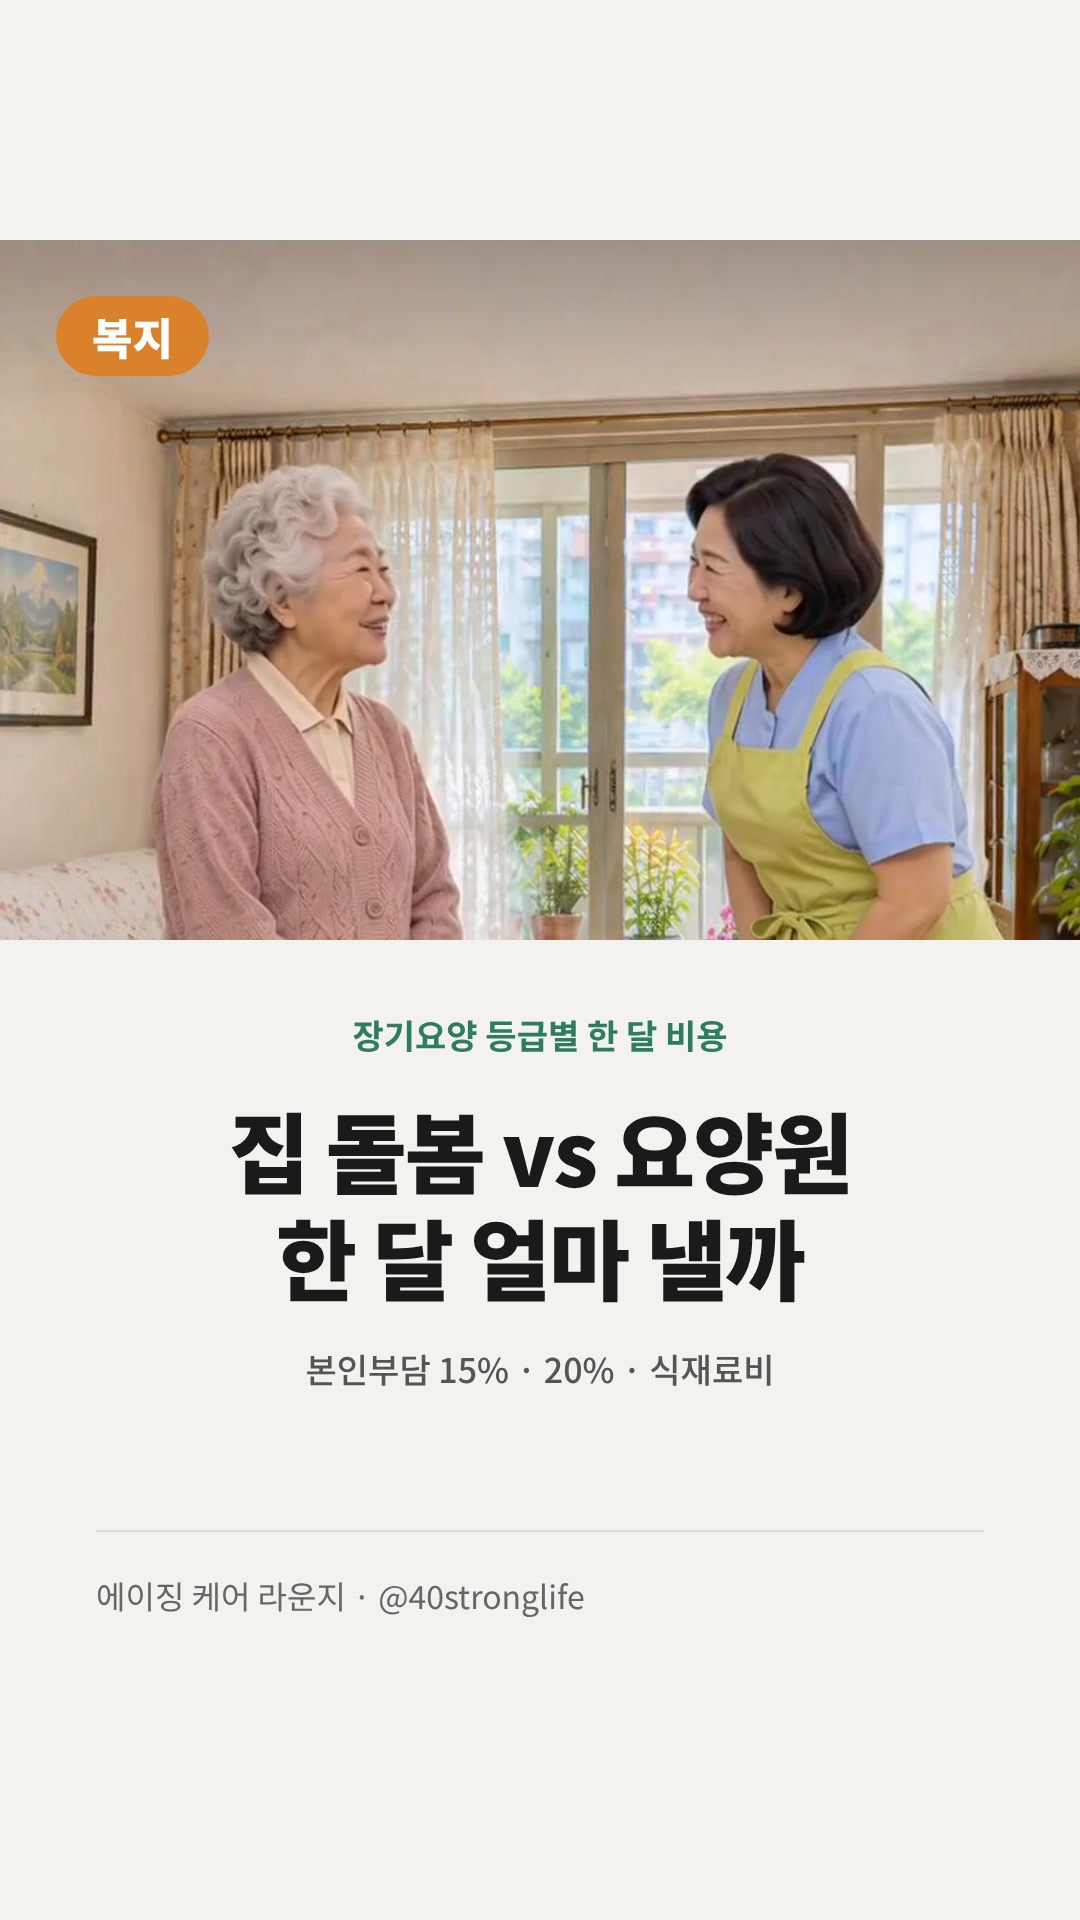 복지
장기요양 등급별 한 달 비용
집 돌봄 vs 요양원
한 달 얼마 낼까
본인부담 15% · 20% · 식재료비
에이징 케어 라운지 · @40stronglife